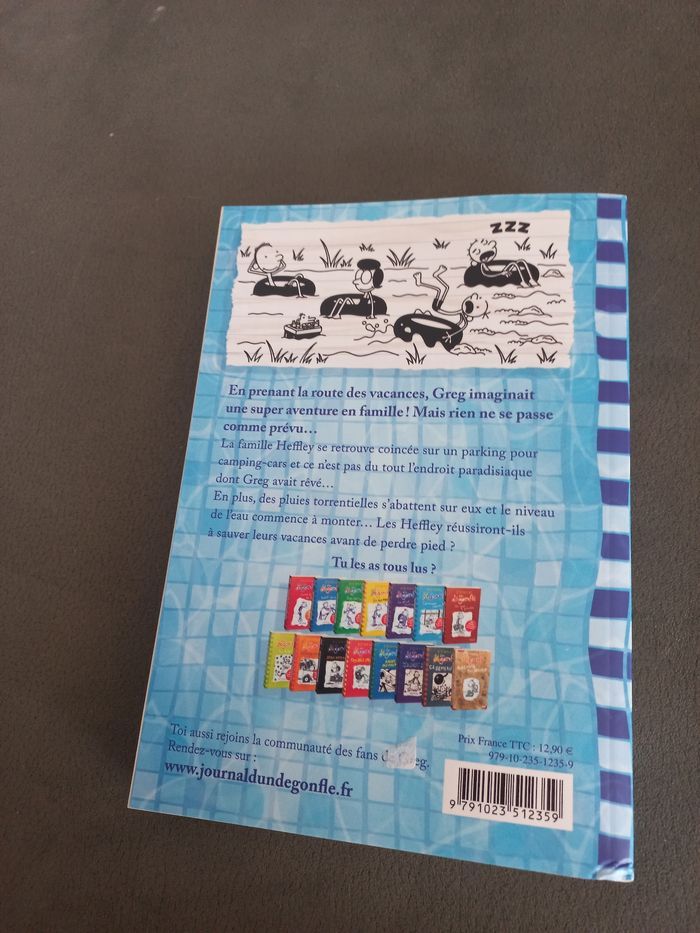 ZZZ
En prenant la route des vacances, Greg imaginait
une super aventure en famille ! Mais rien ne se passe
comme prévu…
La famille Heffley se retrouve coincée sur un parking pour
camping-cars et ce n'est pas du tout l'endroit paradisiaque
dont Greg avait rêvé…
En plus, des pluies torrentielles s'abattent sur eux et le niveau
de l'eau commence à monter… Les Heffley réussiront-ils
à sauver leurs vacances avant de perdre pied ?
Tu les as tous lus ?
Toi aussi rejoins la communauté des fans de Greg.
Rendez-vous sur :
www.journaldundegonfle.fr
Prix France TTC : 12,90 €
979-10-235-1235-9
9 791023 512359